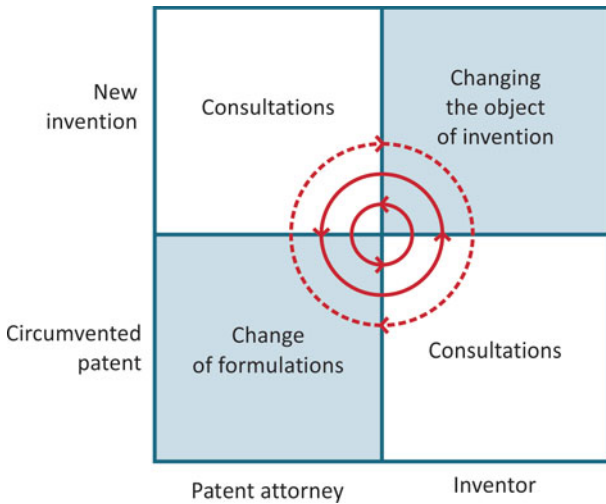 New
invention
Consultations
Changing
the object
of invention
Circumvented
patent
Change
of formulations
Consultations
Patent attorney
Inventor